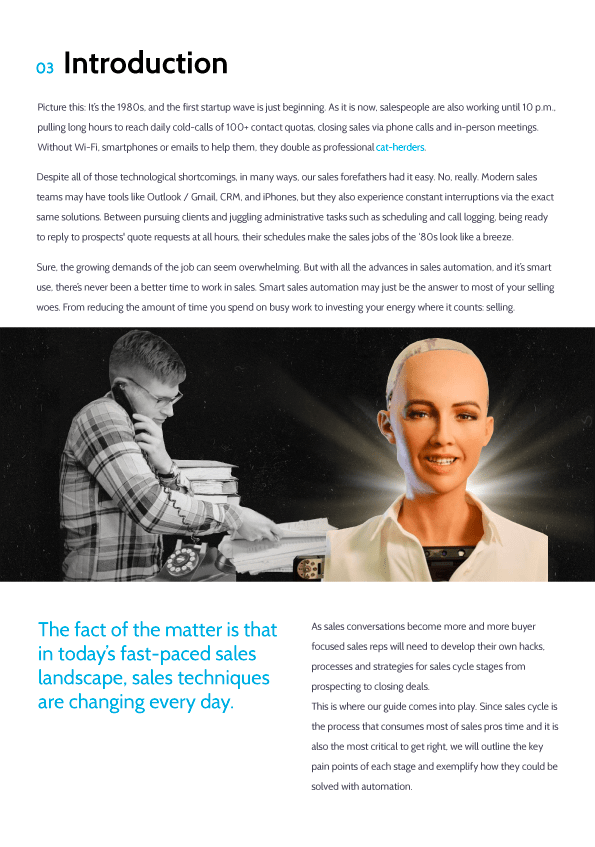 03 Introduction
Picture this: It's the 1980s, and the first startup wave is just beginning. As it is now, salespeople are also working until 10 p.m.,
pulling long hours to reach daily cold-calls of 100+ contact quotas, closing sales via phone calls and in-person meetings.
Without Wi-Fi, smartphones or emails to help them, they double as professional cat-herders.
Despite all of those technological shortcomings, in many ways, our sales forefathers had it easy. No, really. Modern sales
teams may have tools like Outlook / Gmail, CRM, and iPhones, but they also experience constant interruptions via the exact
same solutions. Between pursuing clients and juggling administrative tasks such as scheduling and call logging, being ready
to reply to prospects' quote requests at all hours, their schedules make the sales jobs of the '80s look like a breeze.
Sure, the growing demands of the job can seem overwhelming. But with all the advances in sales automation, and it's smart
use, there's never been a better time to work in sales. Smart sales automation may just be the answer to most of your selling
woes. From reducing the amount of time you spend on busy work to investing your energy where it counts: selling.
The fact of the matter is that
in today's fast-paced sales
landscape, sales techniques
are changing every day.
As sales conversations become more and more buyer
focused sales reps will need to develop their own hacks,
processes and strategies for sales cycle stages from
prospecting to closing deals.
This is where our guide comes into play. Since sales cycle is
the process that consumes most of sales pros time and it is
also the most critical to get right, we will outline the key
pain points of each stage and exemplify how they could be
solved with automation.